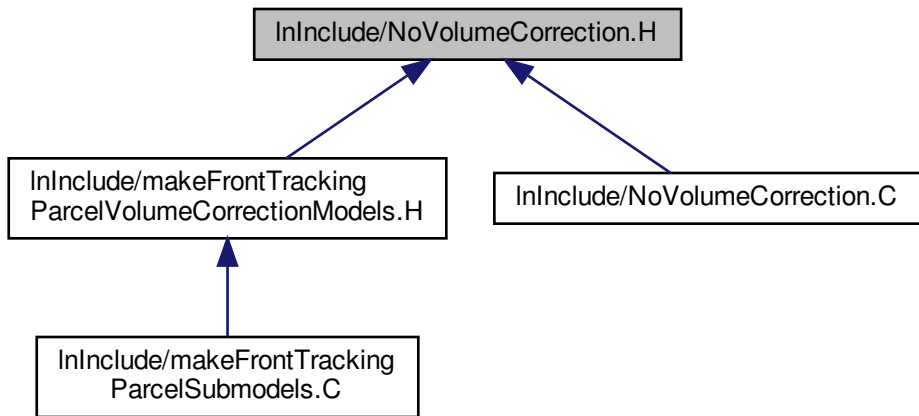 lnInclude/NoVolumeCorrection.H
lnInclude/makeFrontTracking
ParcelVolumeCorrectionModels.H
lnInclude/NoVolumeCorrection.C
lnInclude/makeFrontTracking
ParcelSubmodels.C